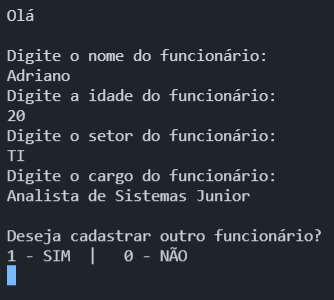 Olá
Digite o nome do funcionário:
Adriano
Digite a idade do funcionário:
20
Digite o setor do funcionário:
TI
Digite o cargo do funcionário:
Analista de Sistemas Junior
Deseja cadastrar outro funcionário?
1 - SIM  |   0 - NÃO